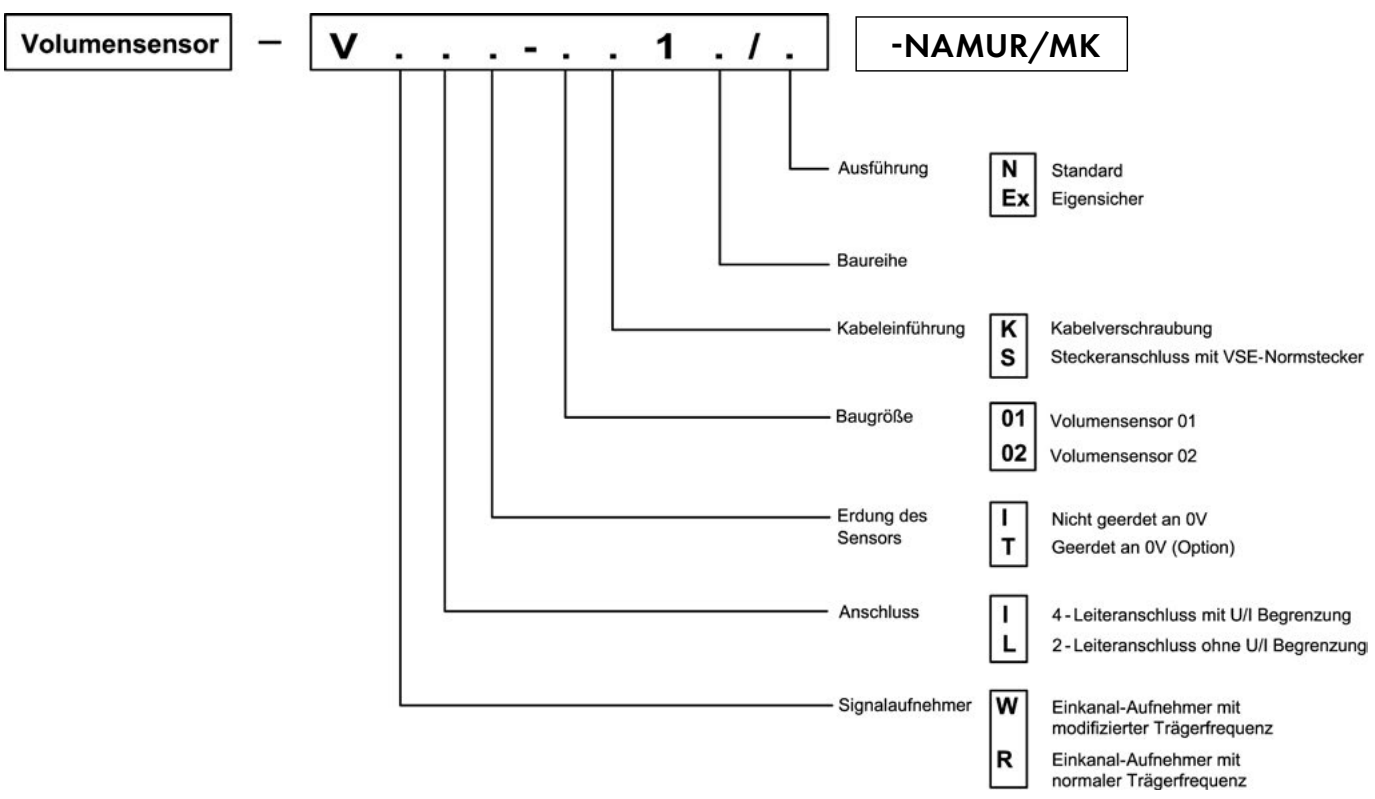 Volumensensor – V . . . - . . 1 . / . -NAMUR/MK
Ausführung N Standard
Ex Eigensicher
Baureihe
Kabeleinführung K Kabelverschraubung
S Steckeranschluss mit VSE-Normstecker
Baugröße 01 Volumensensor 01
02 Volumensensor 02
Erdung des I Nicht geerdet an 0V
Sensors T Geerdet an 0V (Option)
Anschluss I 4-Leiteranschluss mit U/I Begrenzung
L 2-Leiteranschluss ohne U/I Begrenzung
Signalaufnehmer W Einkanal-Aufnehmer mit
modifizierter Trägerfrequenz
R Einkanal-Aufnehmer mit
normaler Trägerfrequenz